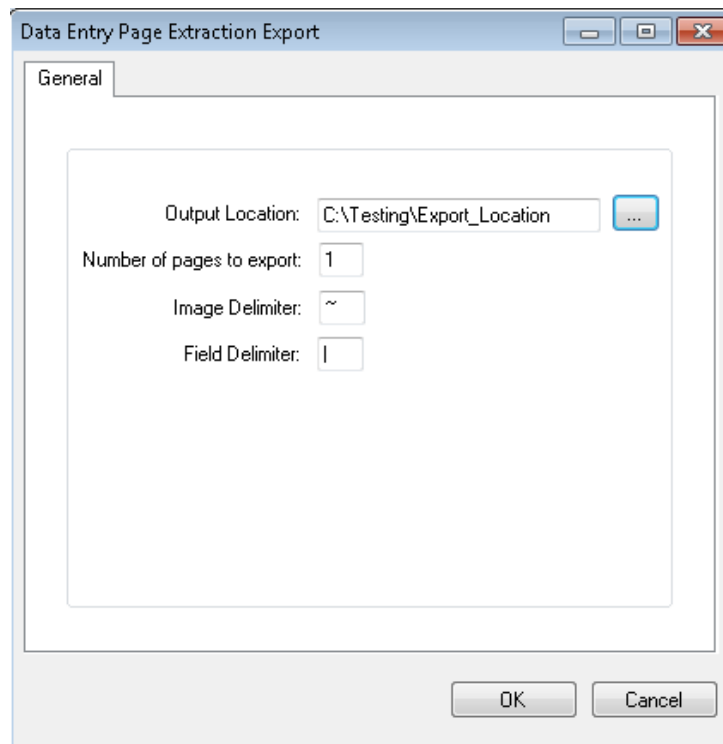 Data Entry Page Extraction Export
General
Output Location: C:\Testing\Export_Location ...
Number of pages to export: 1
Image Delimiter: ~
Field Delimiter: |
OK Cancel